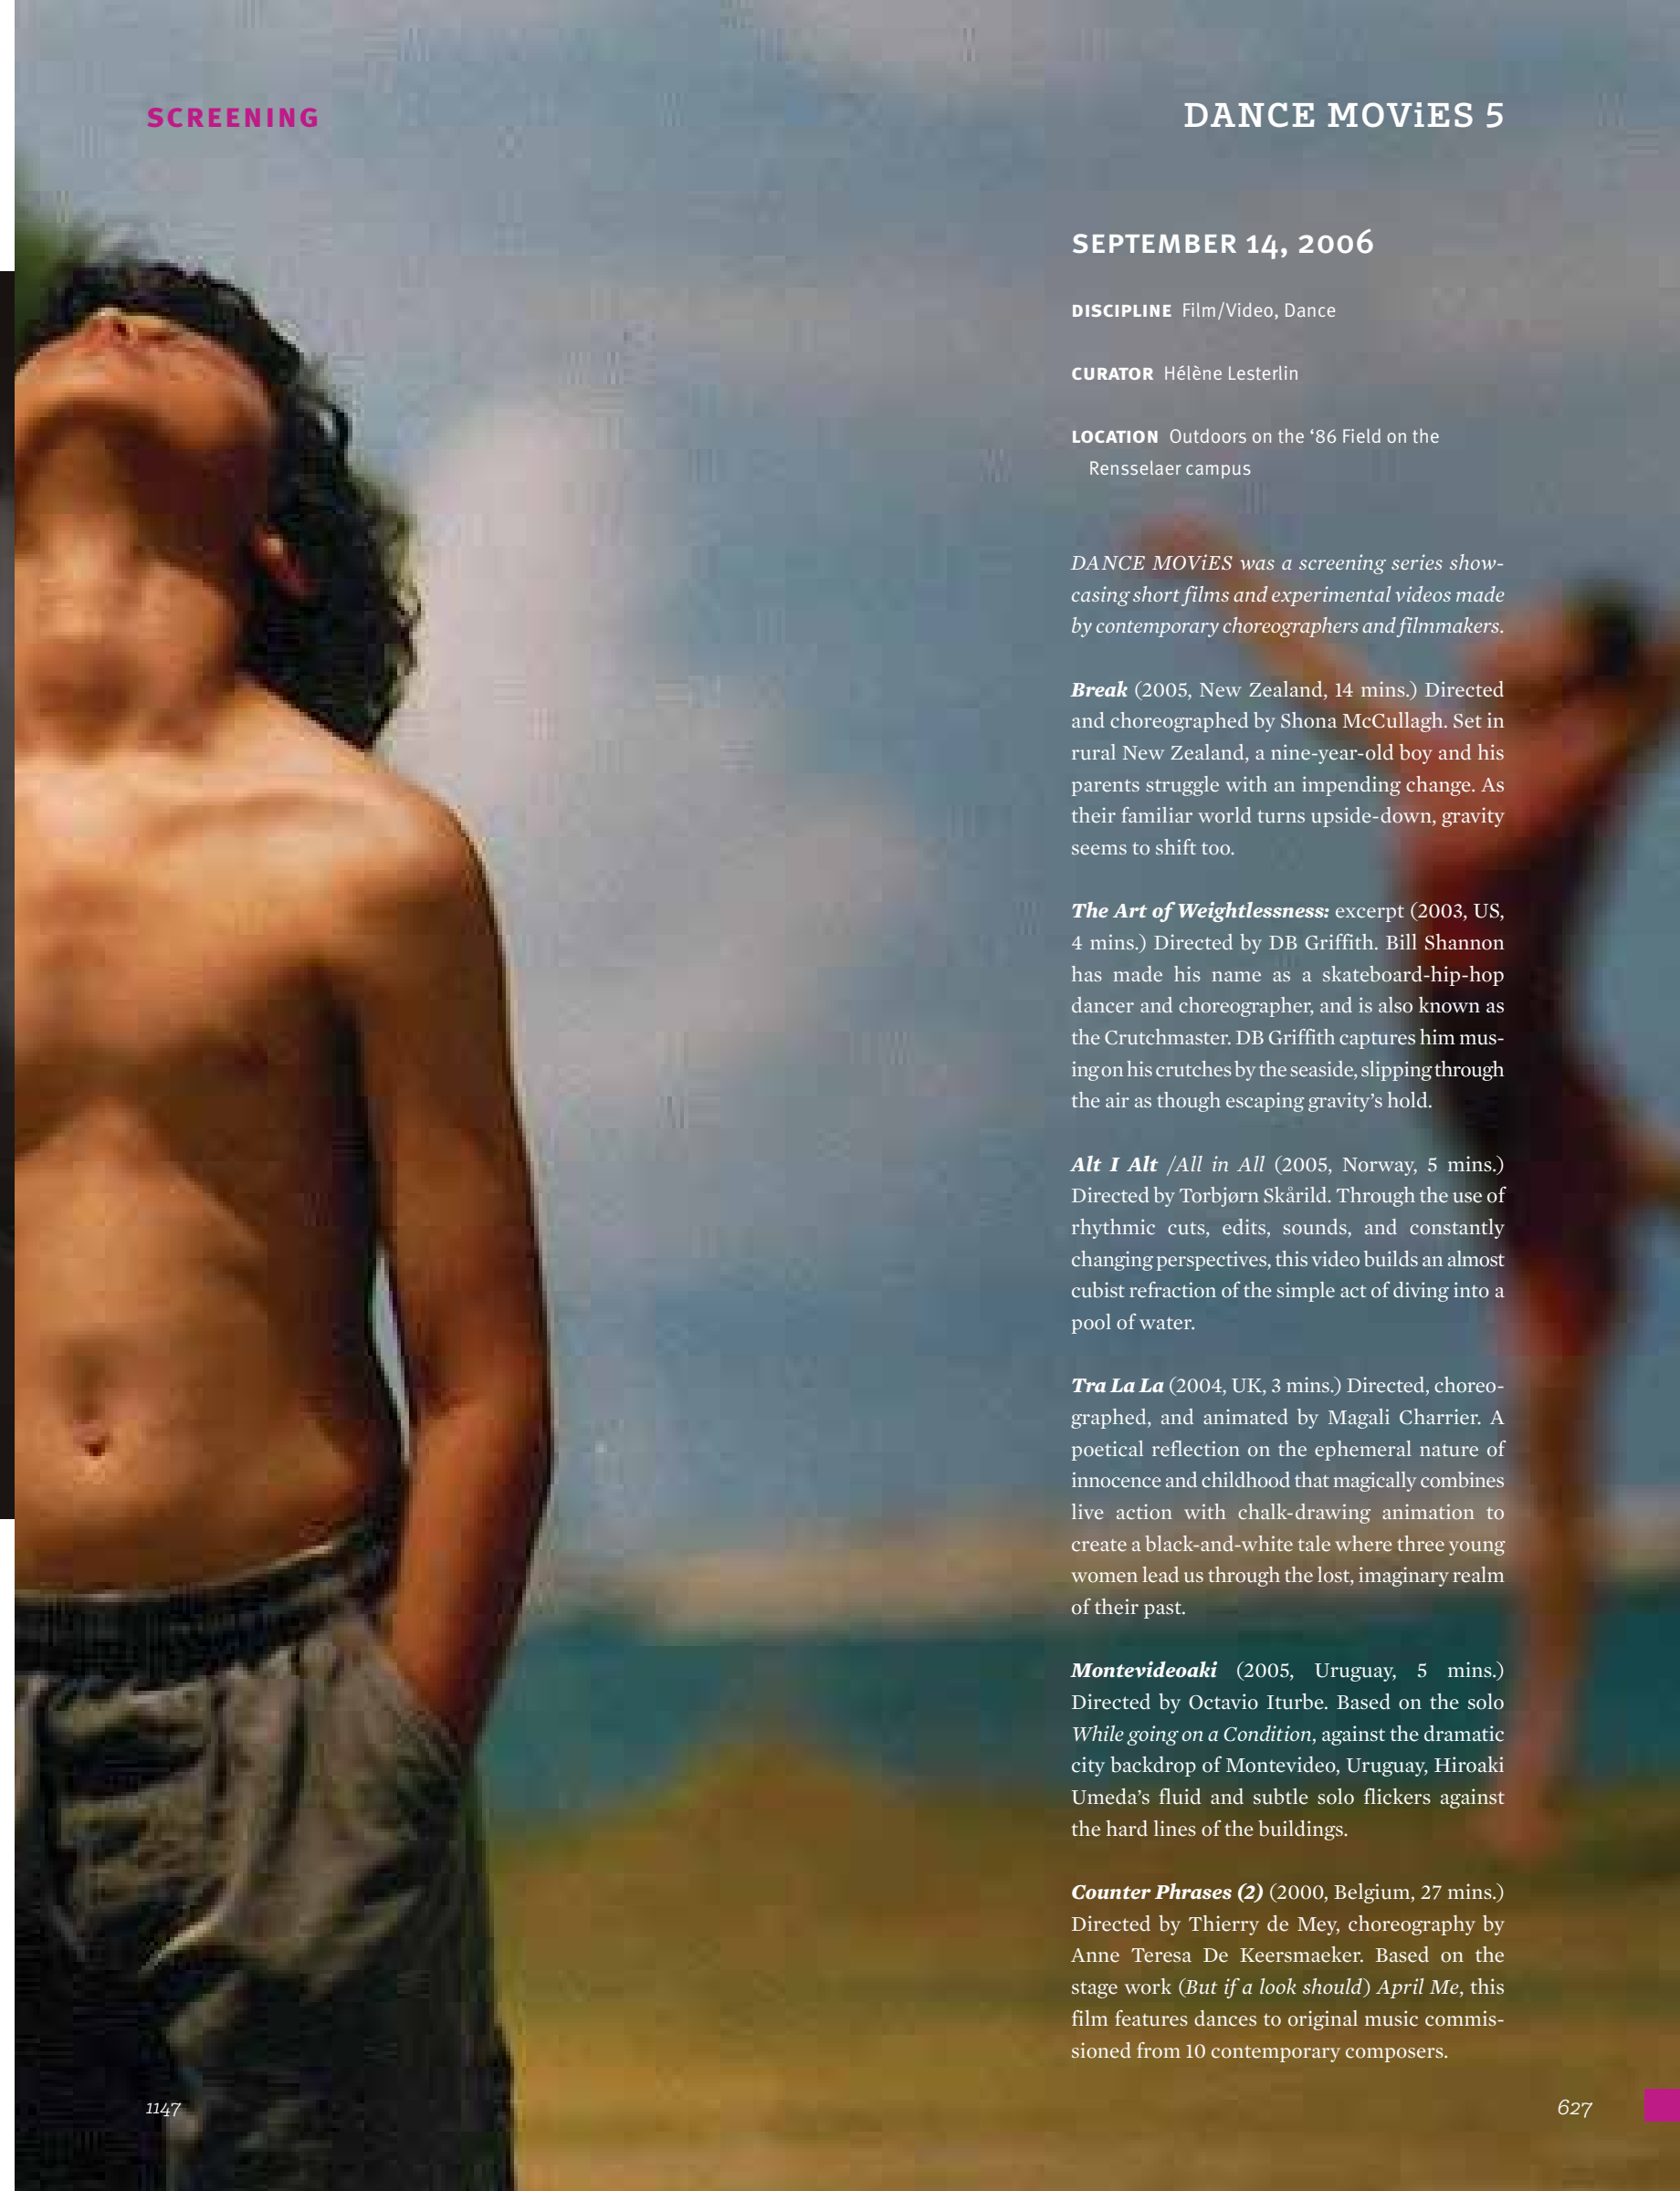 SCREENING
DANCE MOViES 5
SEPTEMBER 14, 2006
DISCIPLINE Film/Video, Dance
CURATOR Hélène Lesterlin
LOCATION Outdoors on the ‘86 Field on the
Rensselaer campus
DANCE MOViES was a screening series show-
casing short films and experimental videos made
by contemporary choreographers and filmmakers.
Break (2005, New Zealand, 14 mins.) Directed
and choreographed by Shona McCullagh. Set in
rural New Zealand, a nine-year-old boy and his
parents struggle with an impending change. As
their familiar world turns upside-down, gravity
seems to shift too.
The Art of Weightlessness: excerpt (2003, US,
4 mins.) Directed by DB Griffith. Bill Shannon
has made his name as a skateboard-hip-hop
dancer and choreographer, and is also known as
the Crutchmaster. DB Griffith captures him mus-
ing on his crutches by the seaside, slipping through
the air as though escaping gravity’s hold.
Alt I Alt /All in All (2005, Norway, 5 mins.)
Directed by Torbjørn Skårild. Through the use of
rhythmic cuts, edits, sounds, and constantly
changing perspectives, this video builds an almost
cubist refraction of the simple act of diving into a
pool of water.
Tra La La (2004, UK, 3 mins.) Directed, choreo-
graphed, and animated by Magali Charrier. A
poetical reflection on the ephemeral nature of
innocence and childhood that magically combines
live action with chalk-drawing animation to
create a black-and-white tale where three young
women lead us through the lost, imaginary realm
of their past.
Montevideoaki (2005, Uruguay, 5 mins.)
Directed by Octavio Iturbe. Based on the solo
While going on a Condition, against the dramatic
city backdrop of Montevideo, Uruguay, Hiroaki
Umeda’s fluid and subtle solo flickers against
the hard lines of the buildings.
Counter Phrases (2) (2000, Belgium, 27 mins.)
Directed by Thierry de Mey, choreography by
Anne Teresa De Keersmaeker. Based on the
stage work (But if a look should) April Me, this
film features dances to original music commis-
sioned from 10 contemporary composers.
1147
627